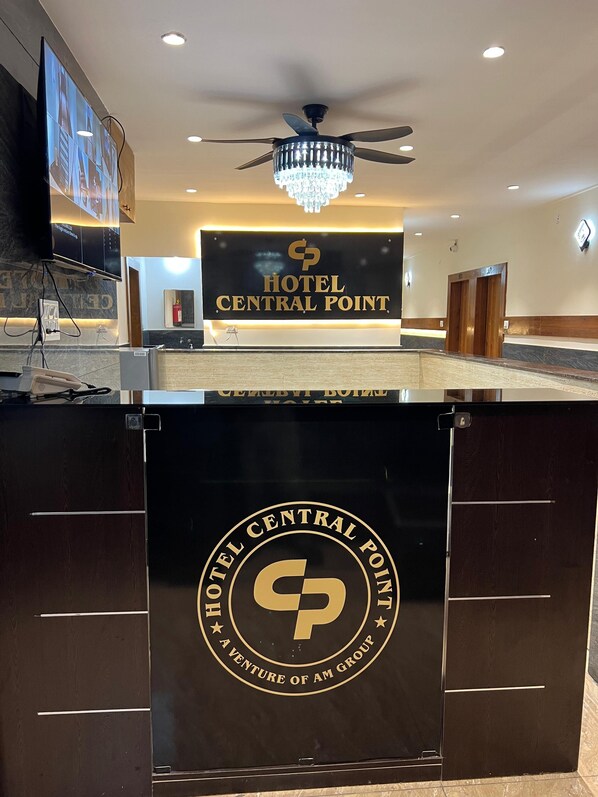 CP
HOTEL
CENTRAL POINT
HOTEL CENTRAL POINT
CP
★ A VENTURE OF AM GROUP ★